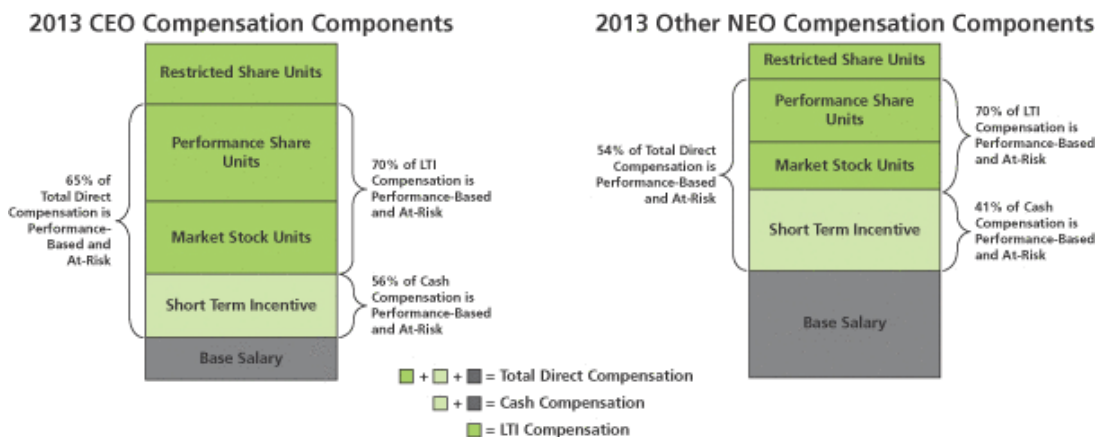 2013 CEO Compensation Components
Restricted Share Units
Performance Share
Units
Market Stock Units
Short Term Incentive
Base Salary
65% of
Total Direct
Compensation is
Performance-
Based and
At-Risk
70% of LTI
Compensation is
Performance-Based
and At-Risk
56% of Cash
Compensation is
Performance-Based
and At-Risk
2013 Other NEO Compensation Components
Restricted Share Units
Performance Share
Units
Market Stock Units
Short Term Incentive
Base Salary
54% of Total Direct
Compensation is
Performance-Based
and At-Risk
70% of LTI
Compensation is
Performance-Based
and At-Risk
41% of Cash
Compensation is
Performance-Based
and At-Risk
+ + = Total Direct Compensation
+ = Cash Compensation
= LTI Compensation